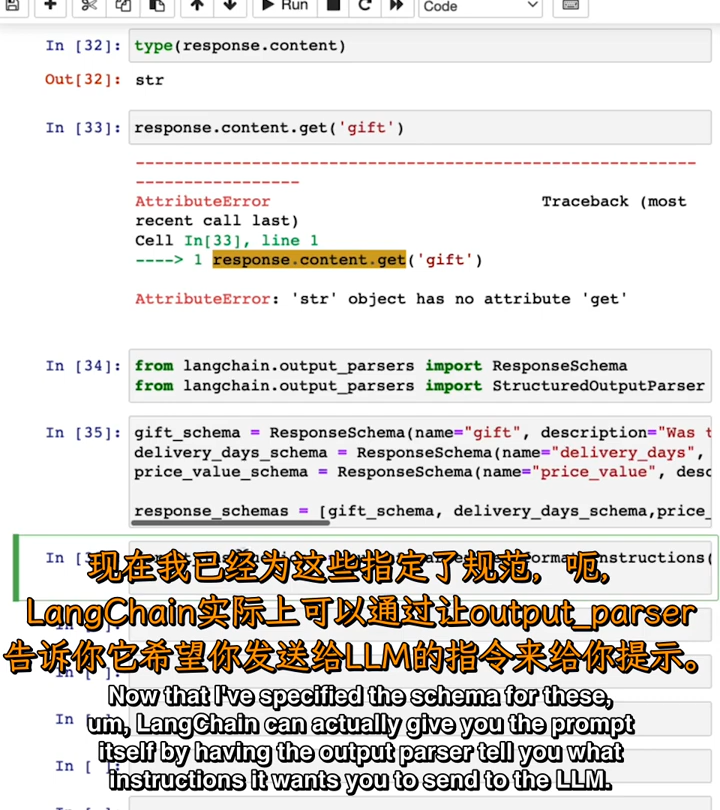 Run
Code
In [32]: type(response.content)
Out[32]: str
In [33]: response.content.get('gift')
---------------------------------------------------------------------------
AttributeError Traceback (most
recent call last)
Cell In[33], line 1
----> 1 response.content.get('gift')
AttributeError: 'str' object has no attribute 'get'
In [34]: from langchain.output_parsers import ResponseSchema
from langchain.output_parsers import StructuredOutputParser
In [35]: gift_schema = ResponseSchema(name="gift", description="Was t
delivery_days_schema = ResponseSchema(name="delivery_days",
price_value_schema = ResponseSchema(name="price_value", desc
response_schemas = [gift_schema, delivery_days_schema,price_
现在我已经为这些指定了规范，呃，
LangChain实际上可以通过让output_parser
告诉你它希望你发送给LLM的指令来给你提示。
Now that I've specified the schema for these,
um, LangChain can actually give you the prompt
itself by having the output parser tell you what
instructions it wants you to send to the LLM.